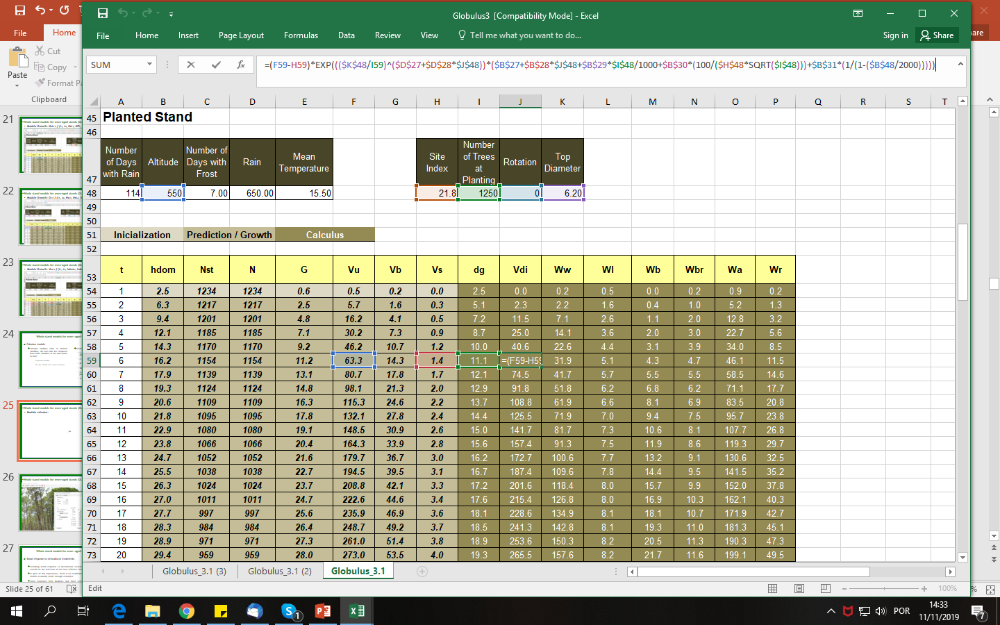 Globulus3 [Compatibility Mode] - Excel
File Home
are
File Home Insert Page Layout Formulas Data Review View Tell me what you want to do... Sign in Share
Paste
Cut
Copy
Format P
Clipboard
SUM fx =(F59-H59)*EXP((($K$48/I59)^($D$27+$D$28*$J$48))*($B$27+$B$28*$J$48+$B$29*$I$48/1000+$B$30*(100/($H$48*SQRT($I$48)))+$B$31*(1/(1-($B$48/2000)))))
A B C D E F G H I J K L M N O P Q R S T
45 Planted Stand
46
47 Number of Days with Rain Altitude Number of Days with Frost Rain Mean Temperature Site Index Number of Trees at Planting Rotation Top Diameter
48 114 550 7.00 650.00 15.50 21.8 1250 0 6.20
49
50
51 Inicialization Prediction / Growth Calculus
52
53 t hdom Nst N G Vu Vb Vs dg Vdi Ww Wl Wb Wbr Wa Wr
54 1 2.5 1234 1234 0.6 0.5 0.2 0.0 2.5 0.0 0.2 0.5 0.0 0.2 0.9 0.2
55 2 6.3 1217 1217 2.5 5.7 1.6 0.3 5.1 2.3 2.2 1.6 0.4 1.0 5.2 1.3
56 3 9.4 1201 1201 4.8 16.2 4.1 0.5 7.2 11.5 7.1 2.6 1.1 2.0 12.8 3.2
57 4 12.1 1185 1185 7.1 30.2 7.3 0.9 8.7 25.0 14.1 3.6 2.0 3.0 22.7 5.6
58 5 14.3 1170 1170 9.2 46.2 10.7 1.2 10.0 40.6 22.6 4.4 3.1 3.9 34.0 8.5
59 6 16.2 1154 1154 11.2 63.3 14.3 1.4 11.1 =(F59-H59 31.9 5.1 4.3 4.7 46.1 11.5
60 7 17.9 1139 1139 13.1 80.7 17.8 1.7 12.1 74.5 41.7 5.7 5.5 5.5 58.5 14.6
61 8 19.3 1124 1124 14.8 98.1 21.3 2.0 12.9 91.8 51.8 6.2 6.8 6.2 71.1 17.7
62 9 20.6 1109 1109 16.3 115.3 24.6 2.2 13.7 108.8 61.9 6.6 8.1 6.9 83.5 20.8
63 10 21.8 1095 1095 17.8 132.1 27.8 2.4 14.4 125.5 71.9 7.0 9.4 7.5 95.7 23.8
64 11 22.9 1080 1080 19.1 148.5 30.9 2.6 15.0 141.7 81.7 7.3 10.6 8.1 107.7 26.8
65 12 23.8 1066 1066 20.4 164.3 33.9 2.8 15.6 157.4 91.3 7.5 11.9 8.6 119.3 29.7
66 13 24.7 1052 1052 21.6 179.7 36.7 3.0 16.2 172.7 100.6 7.7 13.2 9.1 130.6 32.5
67 14 25.5 1038 1038 22.7 194.5 39.5 3.1 16.7 187.4 109.6 7.8 14.4 9.5 141.5 35.2
68 15 26.3 1024 1024 23.7 208.8 42.1 3.3 17.2 201.6 118.4 8.0 15.7 9.9 152.0 37.8
69 16 27.0 1011 1011 24.7 222.6 44.6 3.4 17.6 215.4 126.8 8.0 16.9 10.3 162.1 40.3
70 17 27.7 997 997 25.6 235.9 46.9 3.6 18.1 228.6 134.9 8.1 18.1 10.7 171.9 42.7
71 18 28.3 984 984 26.4 248.7 49.2 3.7 18.5 241.3 142.8 8.1 19.3 11.0 181.3 45.1
72 19 28.9 971 971 27.3 261.0 51.4 3.8 18.9 253.6 150.3 8.2 20.5 11.3 190.3 47.3
73 20 29.4 959 959 28.0 273.0 53.5 4.0 19.3 265.5 157.6 8.2 21.7 11.6 199.1 49.5
21
22
23
24
25
26
27
Globulus_3.1 (3) Globulus_3.1 (2) Globulus_3.1
Slide 25 of 61
Edit
100%
%
POR
14:33
11/11/2019
1
7